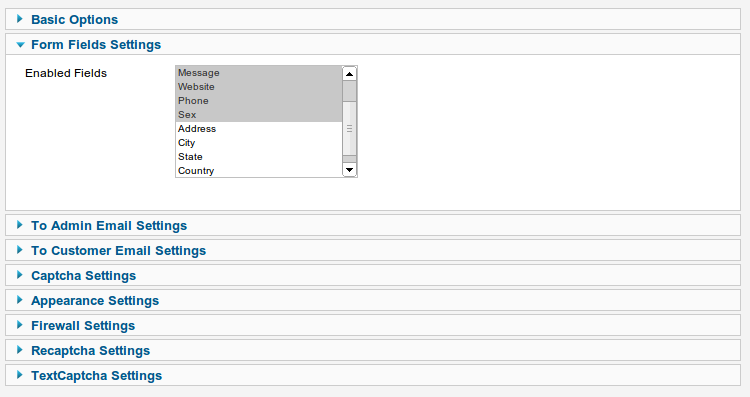 Basic Options
Form Fields Settings
Enabled Fields
Message
Website
Phone
Sex
Address
City
State
Country
To Admin Email Settings
To Customer Email Settings
Captcha Settings
Appearance Settings
Firewall Settings
Recaptcha Settings
TextCaptcha Settings